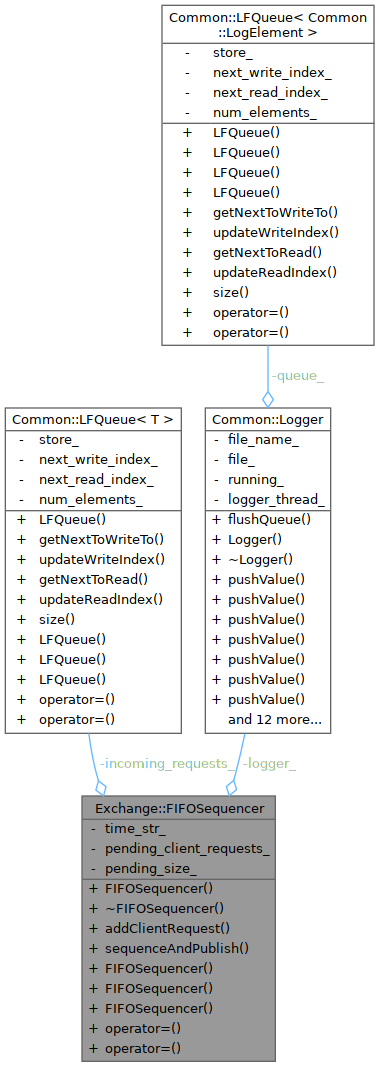 Common::LFQueue< Common
::LogElement >
- store_
- next_write_index_
- next_read_index_
- num_elements_
+ LFQueue()
+ LFQueue()
+ LFQueue()
+ LFQueue()
+ getNextToWriteTo()
+ updateWriteIndex()
+ getNextToRead()
+ updateReadIndex()
+ size()
+ operator=()
+ operator=()
-queue_
Common::LFQueue< T >
- store_
- next_write_index_
- next_read_index_
- num_elements_
+ LFQueue()
+ getNextToWriteTo()
+ updateWriteIndex()
+ getNextToRead()
+ updateReadIndex()
+ size()
+ LFQueue()
+ LFQueue()
+ LFQueue()
+ operator=()
+ operator=()
Common::Logger
- file_name_
- file_
- running_
- logger_thread_
+ flushQueue()
+ Logger()
+ ~Logger()
+ pushValue()
+ pushValue()
+ pushValue()
+ pushValue()
+ pushValue()
+ pushValue()
+ pushValue()
and 12 more...
-incoming_requests_
-logger_
Exchange::FIFOSequencer
- time_str_
- pending_client_requests_
- pending_size_
+ FIFOSequencer()
+ ~FIFOSequencer()
+ addClientRequest()
+ sequenceAndPublish()
+ FIFOSequencer()
+ FIFOSequencer()
+ FIFOSequencer()
+ operator=()
+ operator=()